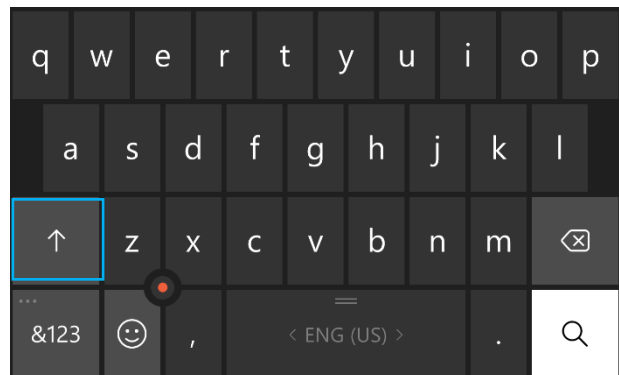 q w e r t y u i o p
a s d f g h j k l
↑ z x c v b n m
&123 , < ENG (US) > .